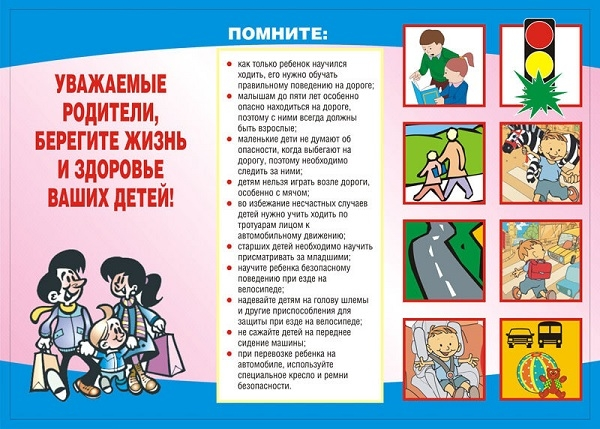 ПОМНИТЕ:
УВАЖАЕМЫЕ
РОДИТЕЛИ,
БЕРЕГИТЕ ЖИЗНЬ
И ЗДОРОВЬЕ
ВАШИХ ДЕТЕЙ!
• как только ребенок научился
ходить, его нужно обучать
правильному поведению на дороге;
• малышам до пяти лет особенно
опасно находиться на дороге,
поэтому с ними всегда должны
быть взрослые;
• маленькие дети не думают об
опасности, когда выбегают на
дорогу, поэтому необходимо
следить за ними;
• детям нельзя играть возле дороги,
особенно с мячом;
• во избежание несчастных случаев
детей нужно учить ходить по
тротуарам лицом к
автомобильному движению;
• старших детей необходимо научить
присматривать за младшими;
• научите ребенка безопасному
поведению при езде на
велосипеде;
• надевайте детям на голову шлемы
и другие приспособления для
защиты при езде на велосипеде;
• не сажайте детей на переднее
сидение машины;
• при перевозке ребенка на
автомобиле, используйте
специальное кресло и ремни
безопасности.